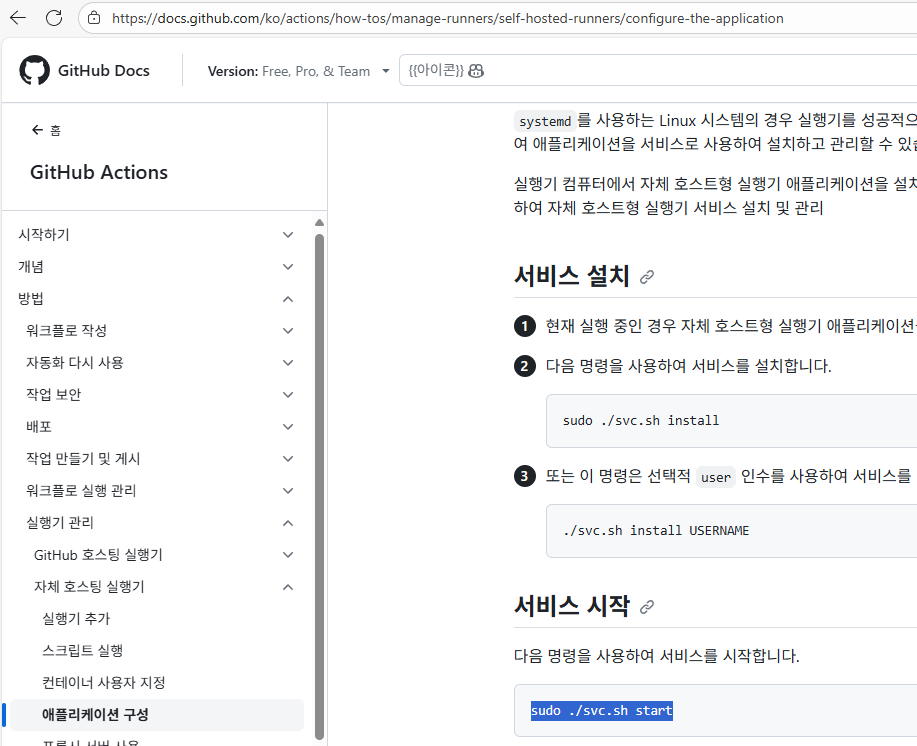 https://docs.github.com/ko/actions/how-tos/manage-runners/self-hosted-runners/configure-the-application
GitHub Docs
Version: Free, Pro, & Team
{{아이콘}}
홈
GitHub Actions
시작하기
개념
방법
워크플로 작성
자동화 다시 사용
작업 보안
배포
작업 만들기 및 게시
워크플로 실행 관리
실행기 관리
GitHub 호스팅 실행기
자체 호스팅 실행기
실행기 추가
스크립트 실행
컨테이너 사용자 지정
애플리케이션 구성
프록시 서버 사용
systemd 를 사용하는 Linux 시스템의 경우 실행기를 성공적으
여 애플리케이션을 서비스로 사용하여 설치하고 관리할 수 있습
실행기 컴퓨터에서 자체 호스트형 실행기 애플리케이션을 설치
하여 자체 호스트형 실행기 서비스 설치 및 관리
서비스 설치
1 현재 실행 중인 경우 자체 호스트형 실행기 애플리케이션
2 다음 명령을 사용하여 서비스를 설치합니다.
sudo ./svc.sh install
3 또는 이 명령은 선택적 user 인수를 사용하여 서비스를
./svc.sh install USERNAME
서비스 시작
다음 명령을 사용하여 서비스를 시작합니다.
sudo ./svc.sh start